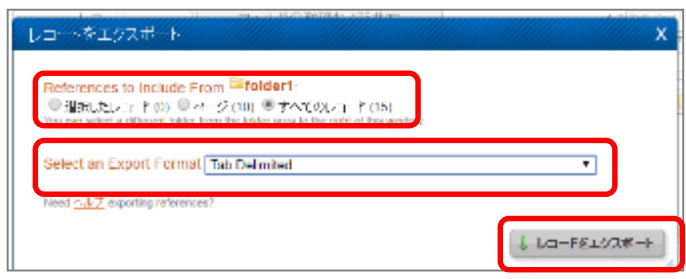 レコードをエクスポート X
References to Include From folder1:
選択したレコード (0) ページ (10) すべてのレコード (15)
You can select a different folder from the folder area to the right of this window
Select an Export Format Tab Delimited
Need ヘルプ exporting references?
レコードをエクスポート